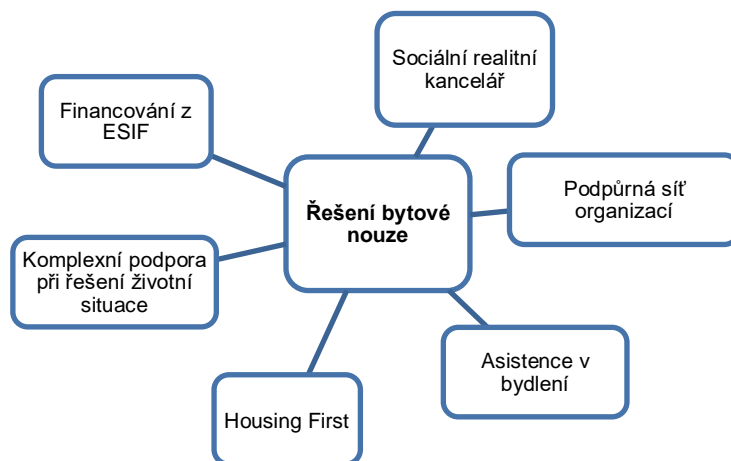 Sociální realitní
kancelář
Financování z
ESIF
Podpůrná síť
organizací
Řešení bytové
nouze
Komplexní podpora
při řešení životní
situace
Asistence v
bydlení
Housing First